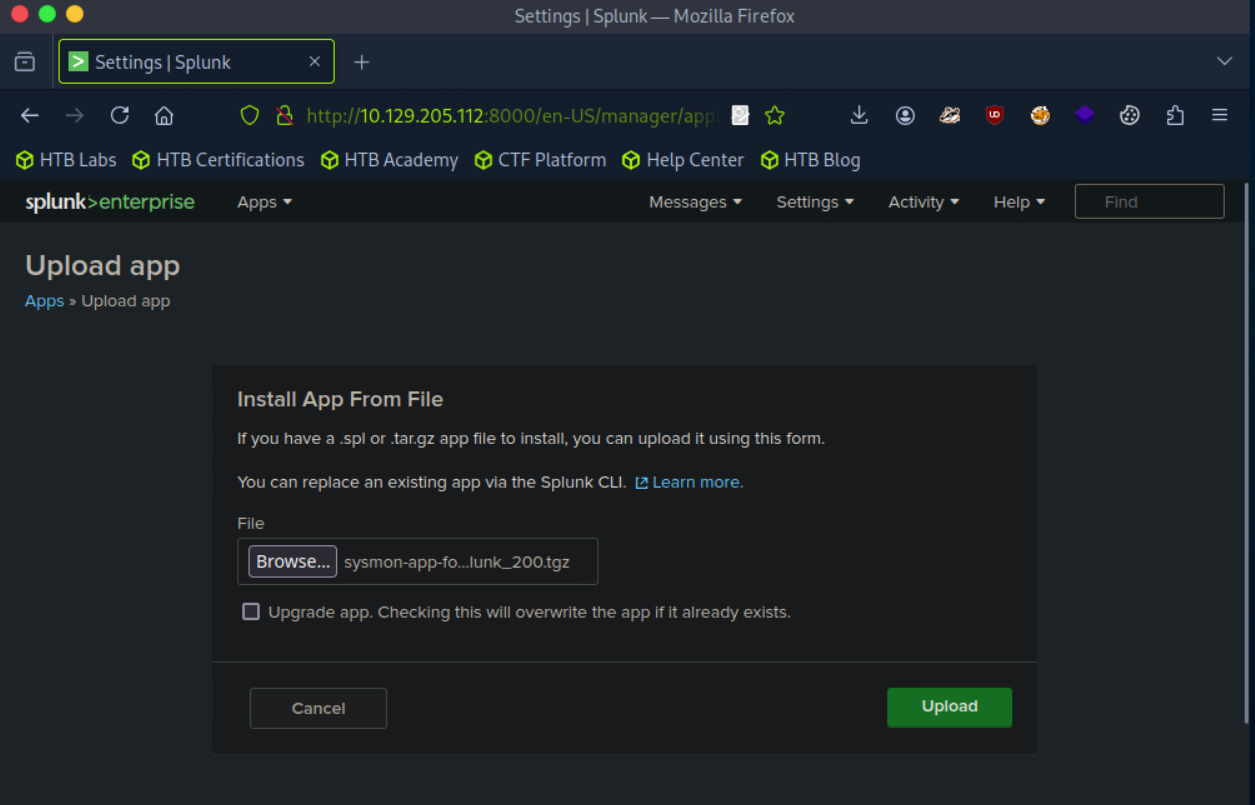 Settings | Splunk — Mozilla Firefox
Settings | Splunk
http://10.129.205.112:8000/en-US/manager/app
HTB Labs HTB Certifications HTB Academy CTF Platform Help Center HTB Blog
splunk>enterprise Apps Messages Settings Activity Help Find
Upload app
Apps » Upload app
Install App From File
If you have a .spl or .tar.gz app file to install, you can upload it using this form.
You can replace an existing app via the Splunk CLI. Learn more.
File
Browse... sysmon-app-fo...lunk_200.tgz
Upgrade app. Checking this will overwrite the app if it already exists.
Cancel Upload